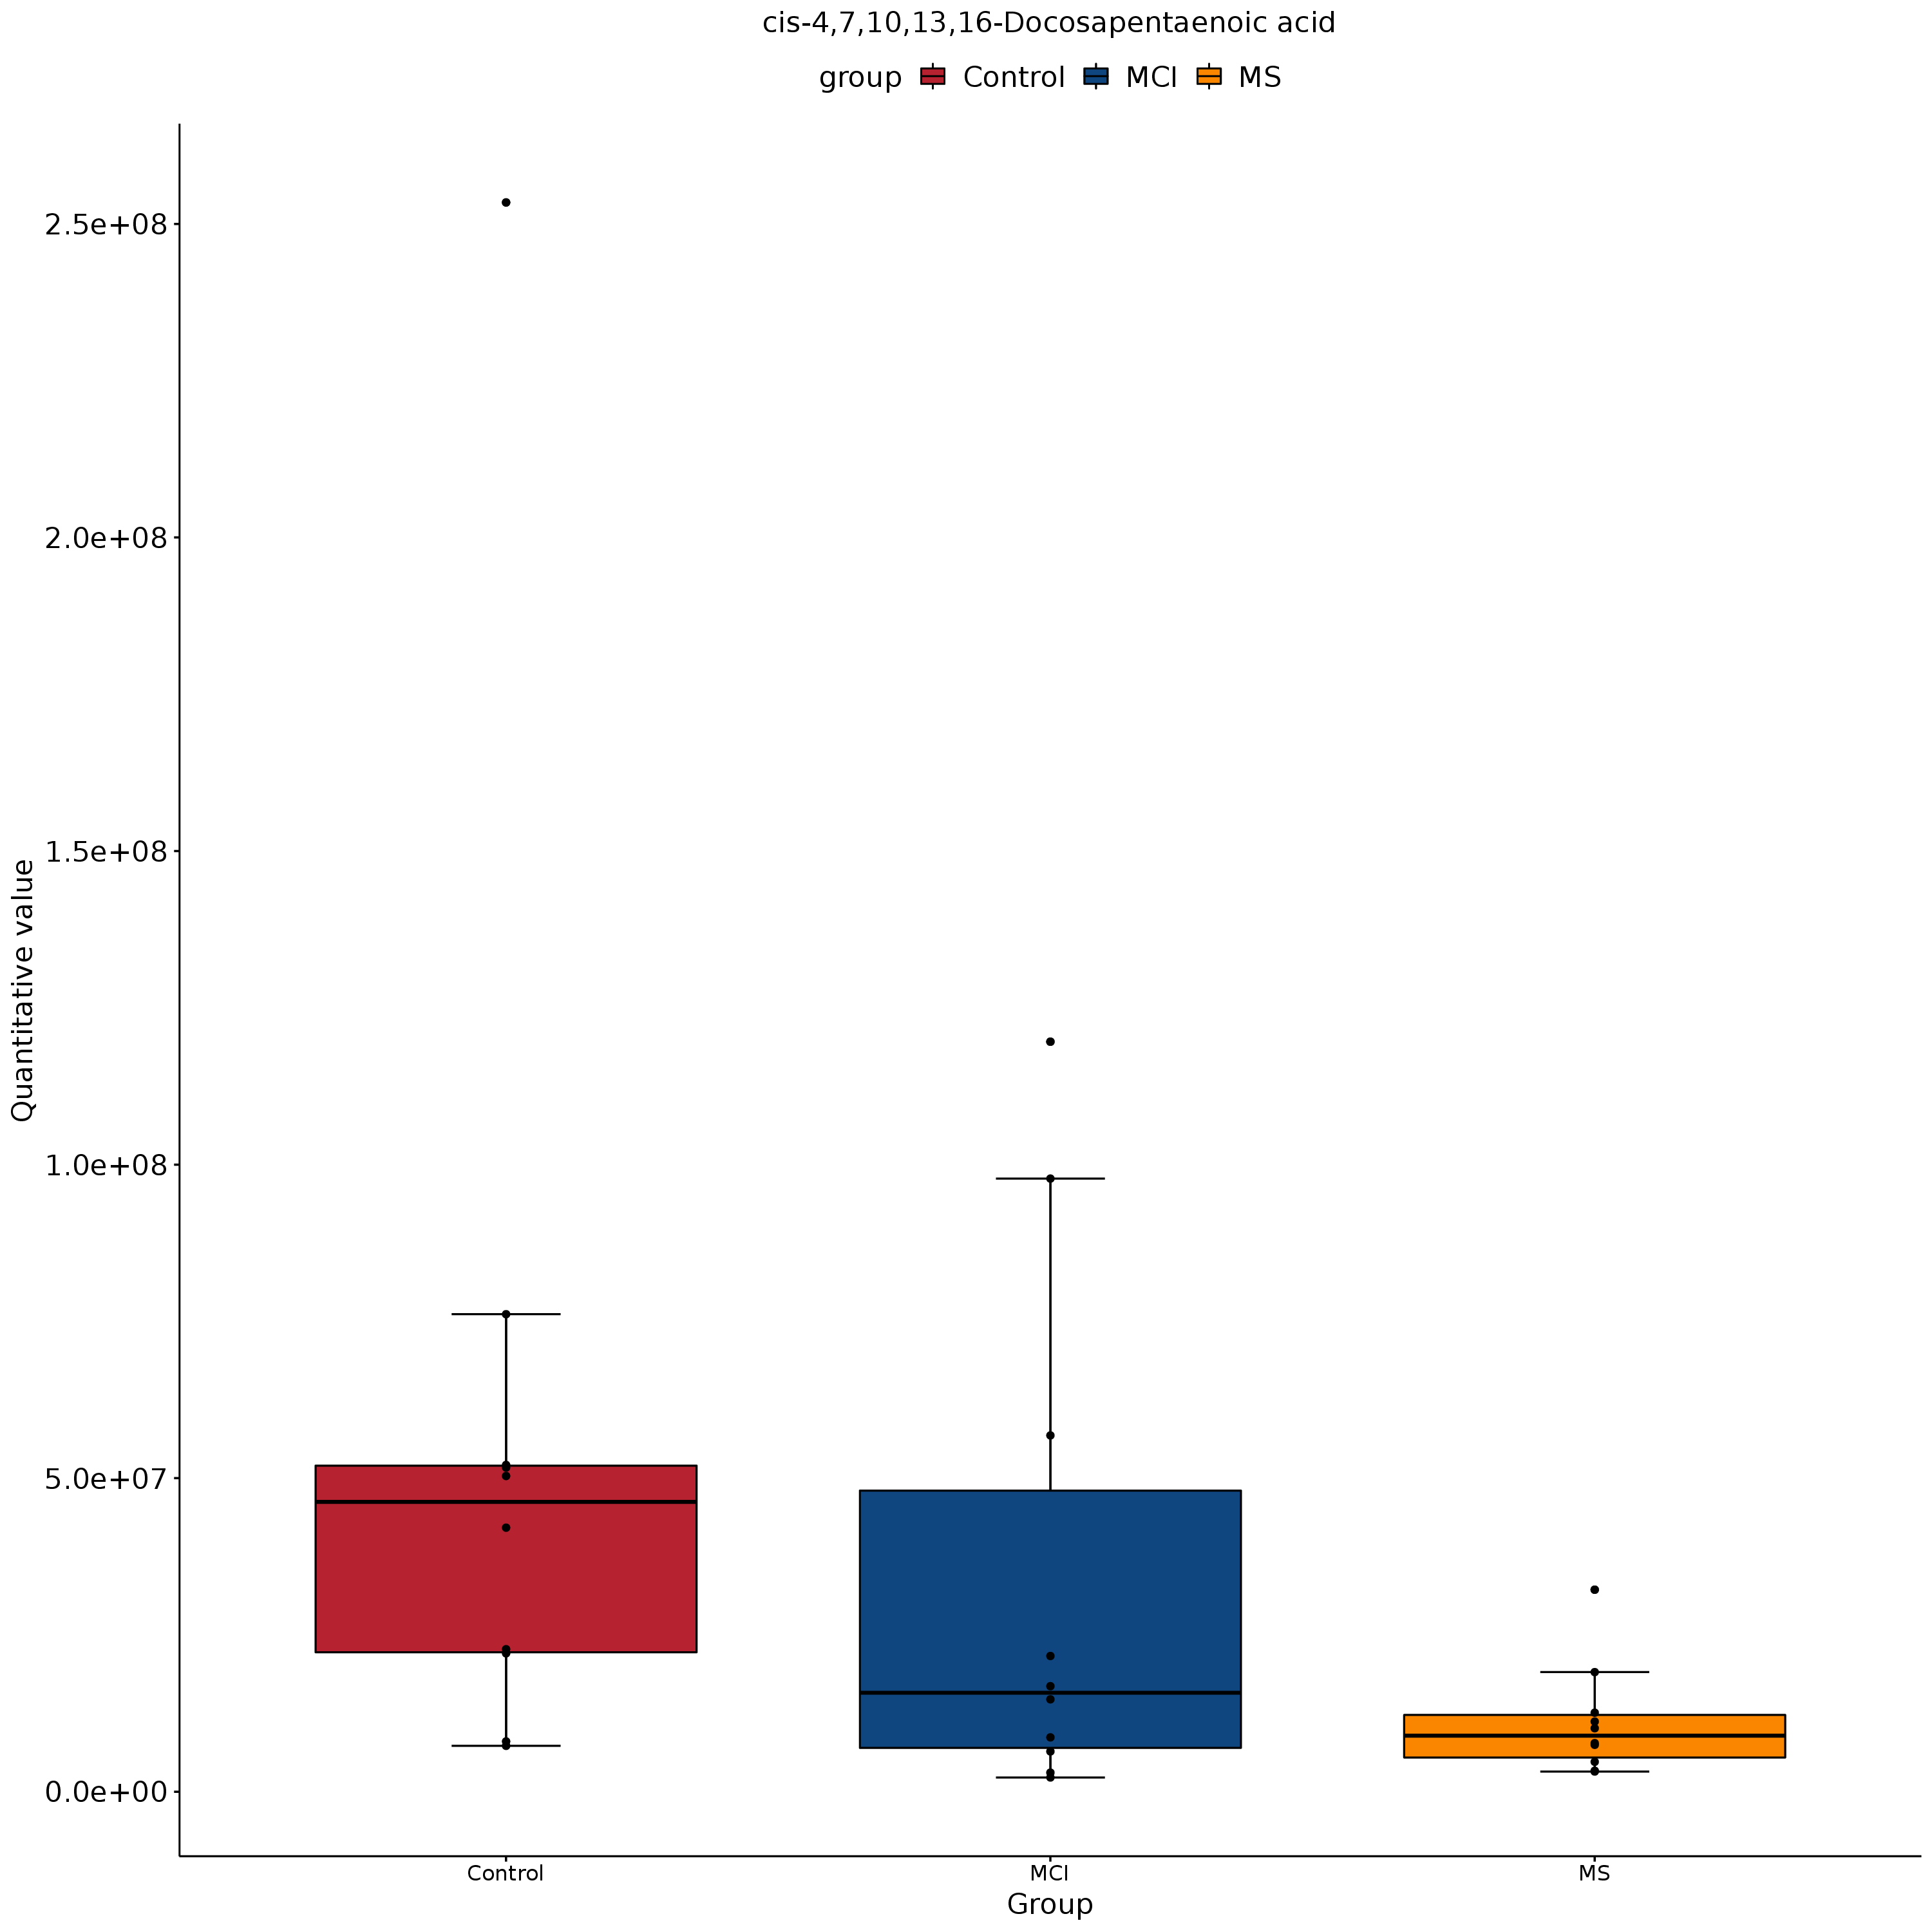 cis-4,7,10,13,16-Docosapentaenoic acid
group Control MCI MS
2.5e+08
2.0e+08
1.5e+08
1.0e+08
5.0e+07
0.0e+00
Quantitative value
Control MCI MS
Group